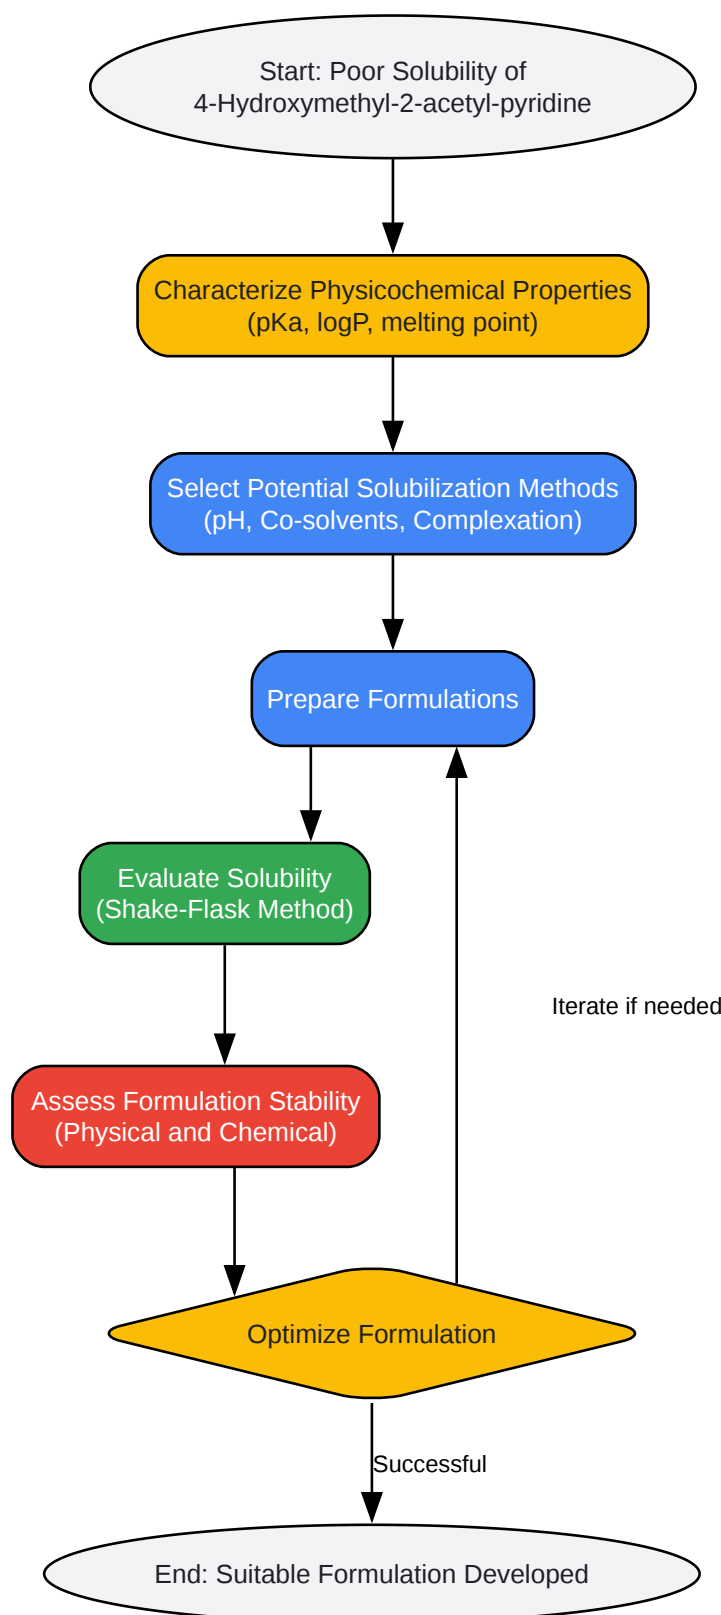 Start: Poor Solubility of
4-Hydroxymethyl-2-acetyl-pyridine
Characterize Physicochemical Properties
(pKa, logP, melting point)
Select Potential Solubilization Methods
(pH, Co-solvents, Complexation)
Prepare Formulations
Evaluate Solubility
(Shake-Flask Method)
Iterate if needed
Assess Formulation Stability
(Physical and Chemical)
Optimize Formulation
Successful
End: Suitable Formulation Developed